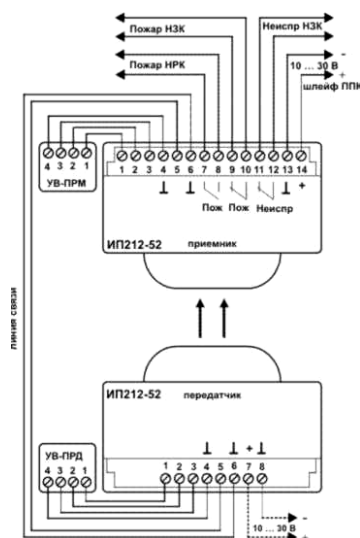 Пожар НЗК
Неиспр НЗК
Пожар НРК
-
10 ... 30 В
+
шлейф ППК
4 3 2 1
УВ-ПРМ
1 2 3 4 5 6 7 8 9 10 11 12 13 14
+
Пож Пож Неиспр
ИП212-52 приемник
линия связи
ИП212-52 передатчик
УВ-ПРД
4 3 2 1
+
1 2 3 4 5 6 7 8
-
10 ... 30 В
+